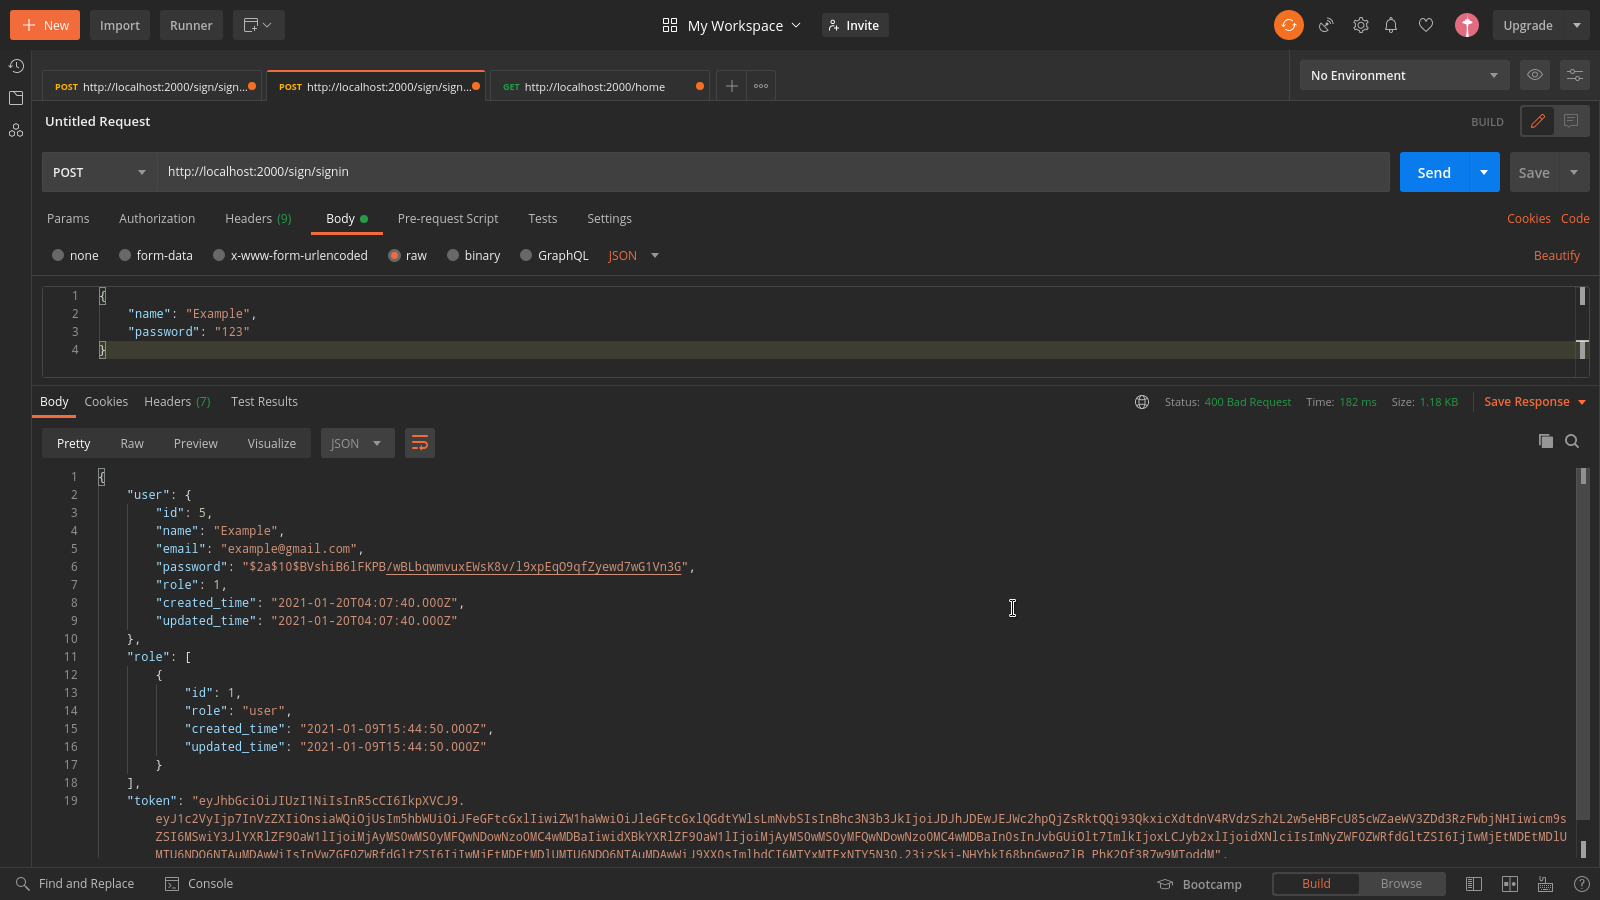 New
Import
Runner
My Workspace
Invite
Upgrade
POST http://localhost:2000/sign/sign...
POST http://localhost:2000/sign/sign...
GET http://localhost:2000/home
No Environment
Untitled Request
BUILD
POST
http://localhost:2000/sign/signin
Send
Save
Params
Authorization
Headers (9)
Body
Pre-request Script
Tests
Settings
Cookies
Code
none
form-data
x-www-form-urlencoded
raw
binary
GraphQL
JSON
Beautify
1 {
2 "name": "Example",
3 "password": "123"
4 }
Body
Cookies
Headers (7)
Test Results
Status: 400 Bad Request
Time: 182 ms
Size: 1.18 KB
Save Response
Pretty
Raw
Preview
Visualize
JSON
1 {
2 "user": {
3 "id": 5,
4 "name": "Example",
5 "email": "example@gmail.com",
6 "password":
7 "role": 1,
8 "created_time": "2021-01-20T04:07:40.000Z",
9 "updated_time": "2021-01-20T04:07:40.000Z"
10 },
11 "role": [
12 {
13 "id": 1,
14 "role": "user",
15 "created_time": "2021-01-09T15:44:50.000Z",
16 "updated_time": "2021-01-09T15:44:50.000Z"
17 }
18 ],
19 "token": "eyJhbGciOiJIUzI1NiIsInR5cCI6IkpXVCJ9.
Find and Replace
Console
Bootcamp
Build
Browse